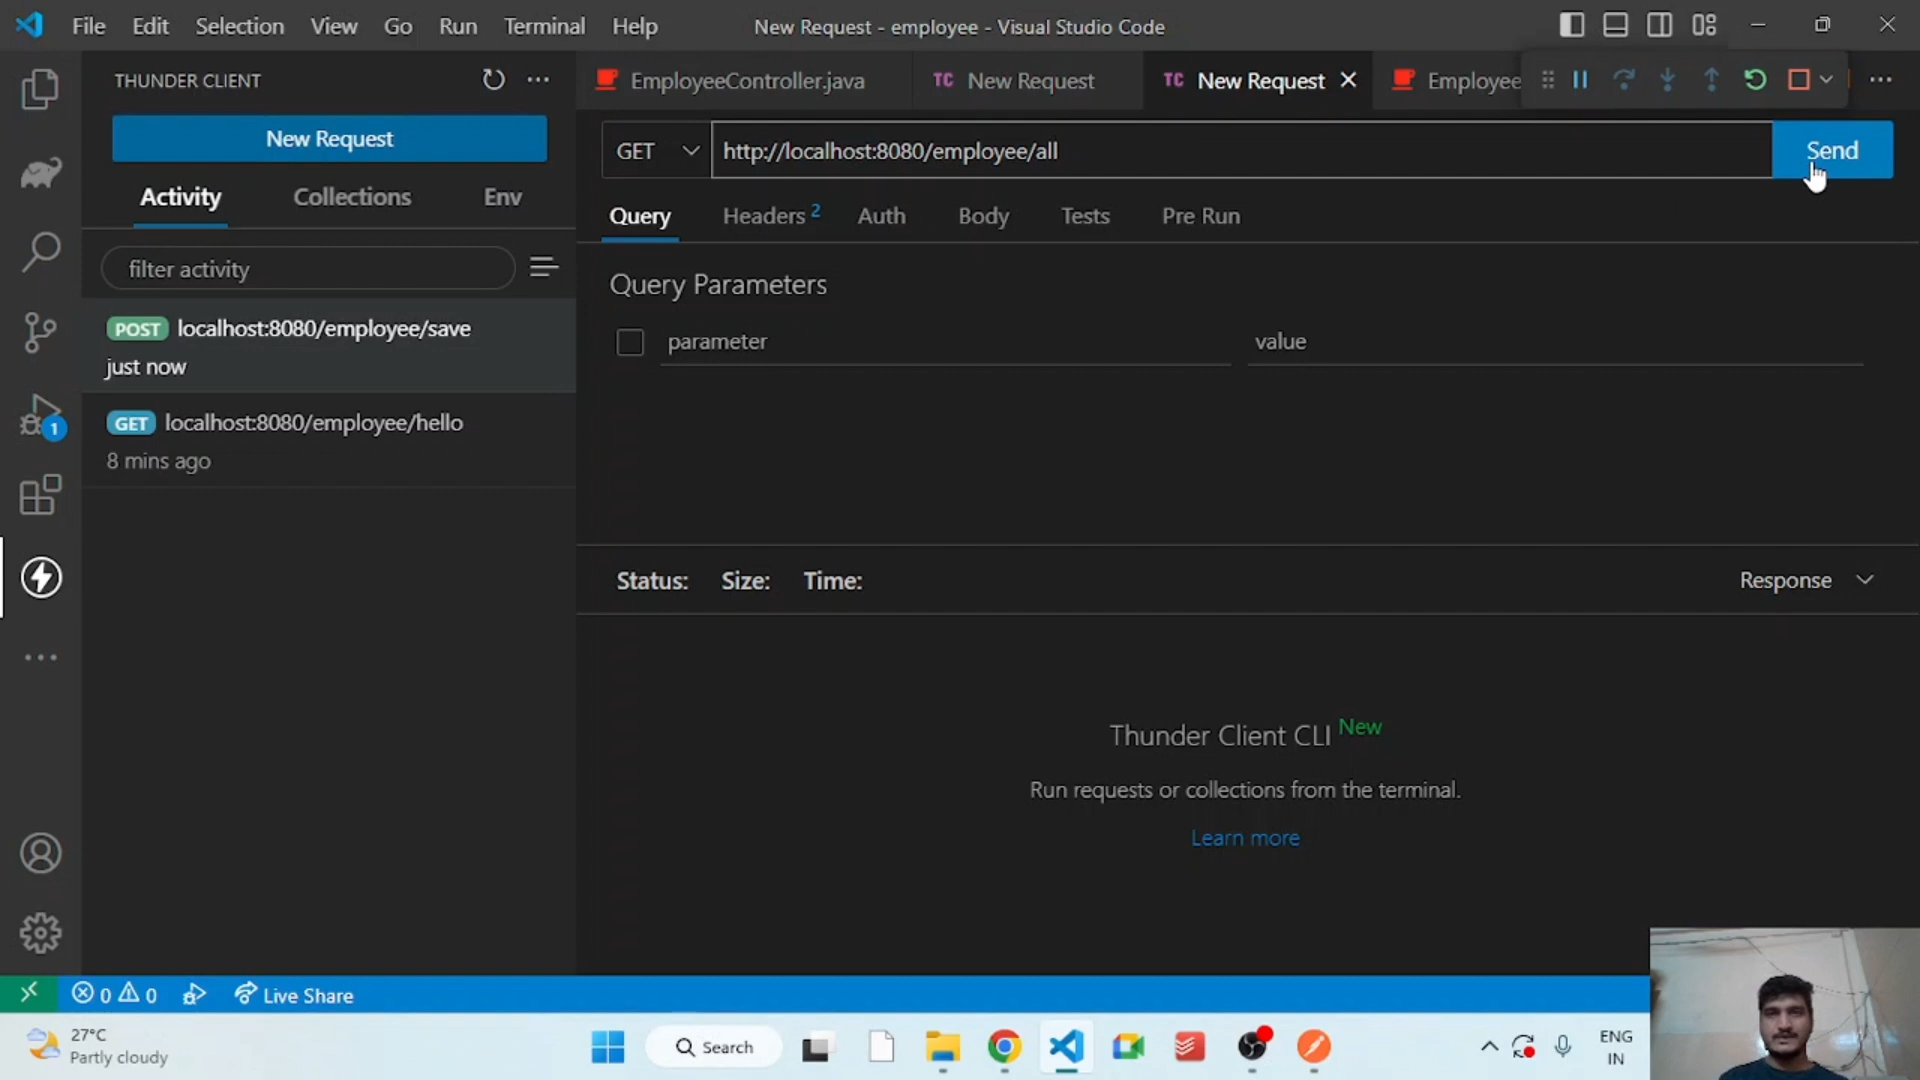 File Edit Selection View Go Run Terminal Help
New Request - employee - Visual Studio Code
THUNDER CLIENT
New Request
Activity Collections Env
filter activity
POST localhost:8080/employee/save
just now
GET localhost:8080/employee/hello
8 mins ago
EmployeeController.java TC New Request TC New Request Employee
GET http://localhost:8080/employee/all Send
Query Headers 2 Auth Body Tests Pre Run
Query Parameters
parameter value
Status: Size: Time: Response
Thunder Client CLI New
Run requests or collections from the terminal.
Learn more
1
0 0 Live Share
27°C
Partly cloudy
Search
ENG
IN